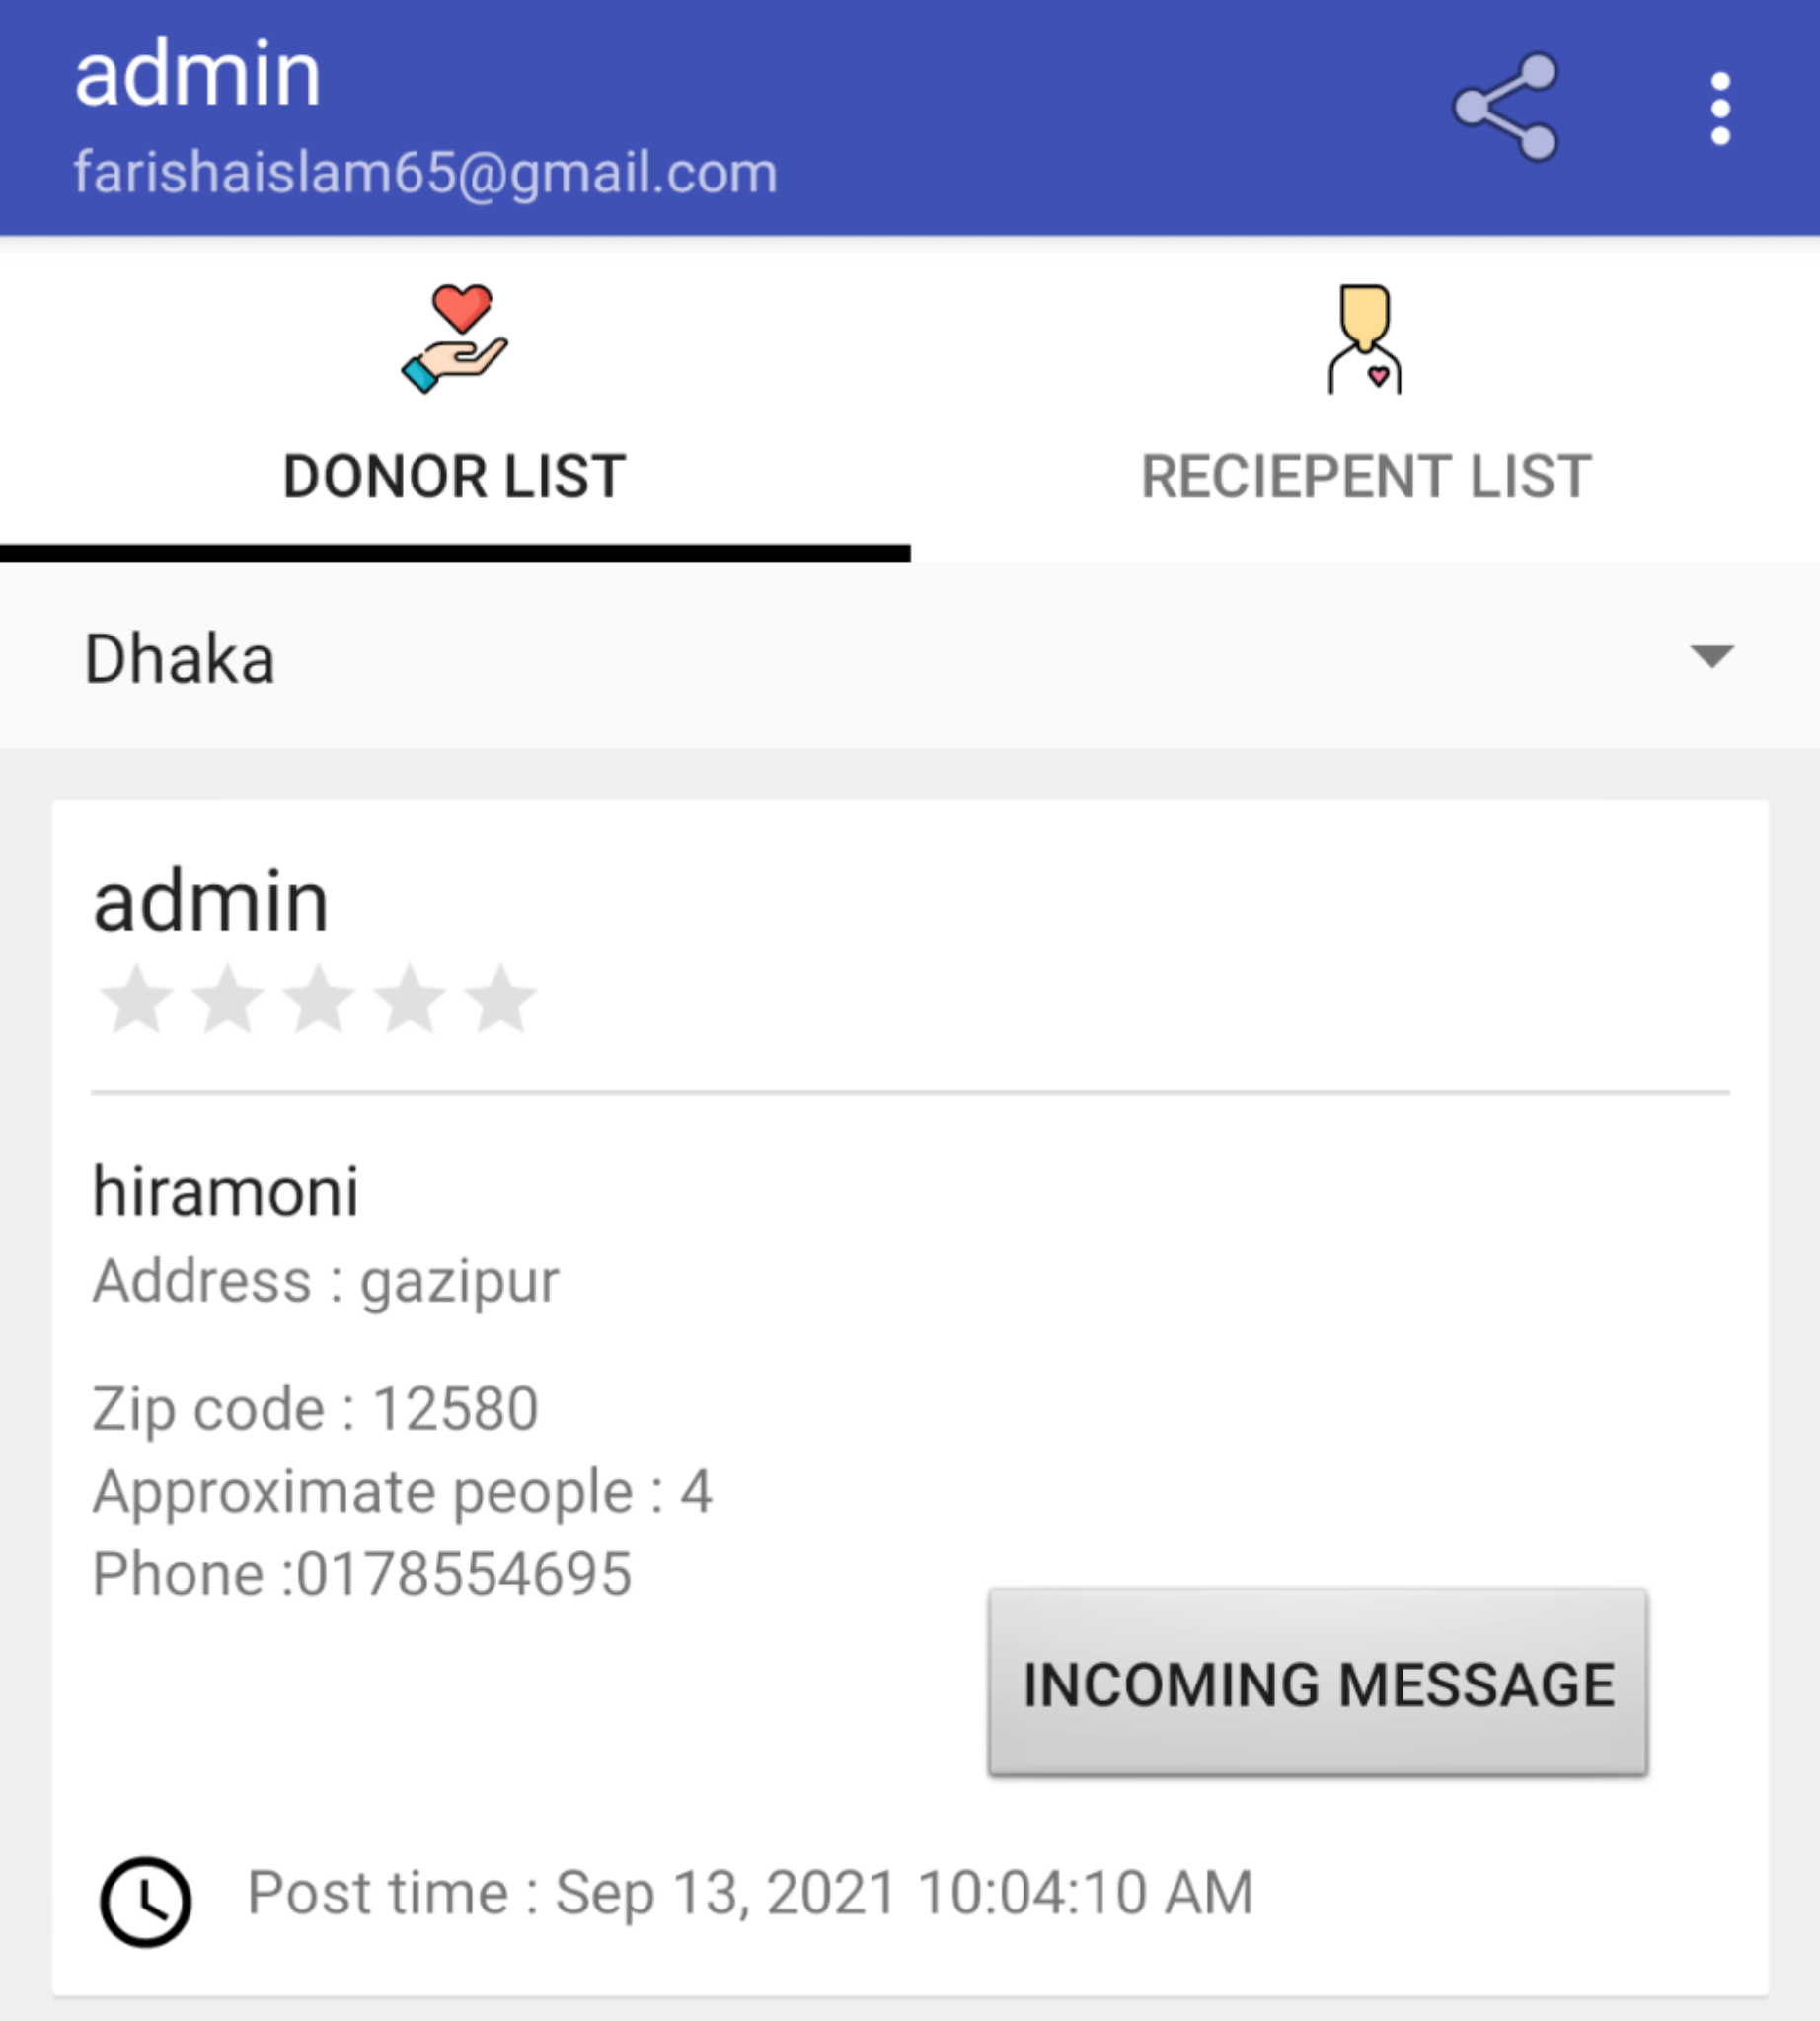 admin
farishaislam65@gmail.com
DONOR LIST
RECIEPENT LIST
Dhaka
admin
hiramoni
Address : gazipur
Zip code : 12580
Approximate people : 4
Phone :0178554695
INCOMING MESSAGE
Post time : Sep 13, 2021 10:04:10 AM